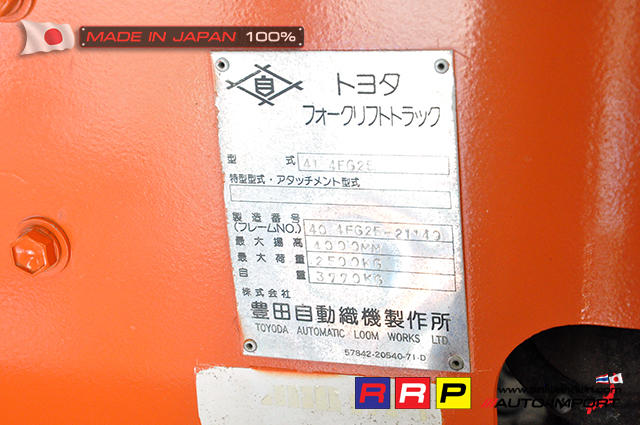 MADE IN JAPAN 100%
自
トヨタ
フォークリフトトラック
型 式 41 4FG25
特型型式・アタッチメント型式
製造番号
(フレームNO.) 40 4FG25-21140
最大揚高 4000MM
最大荷重 2500KG
自 重 3770KG
株式会社
豊田自動織機製作所
TOYODA AUTOMATIC LOOM WORKS LTD.
57842-20540-71-D
RRP
AUTO-IMPORT